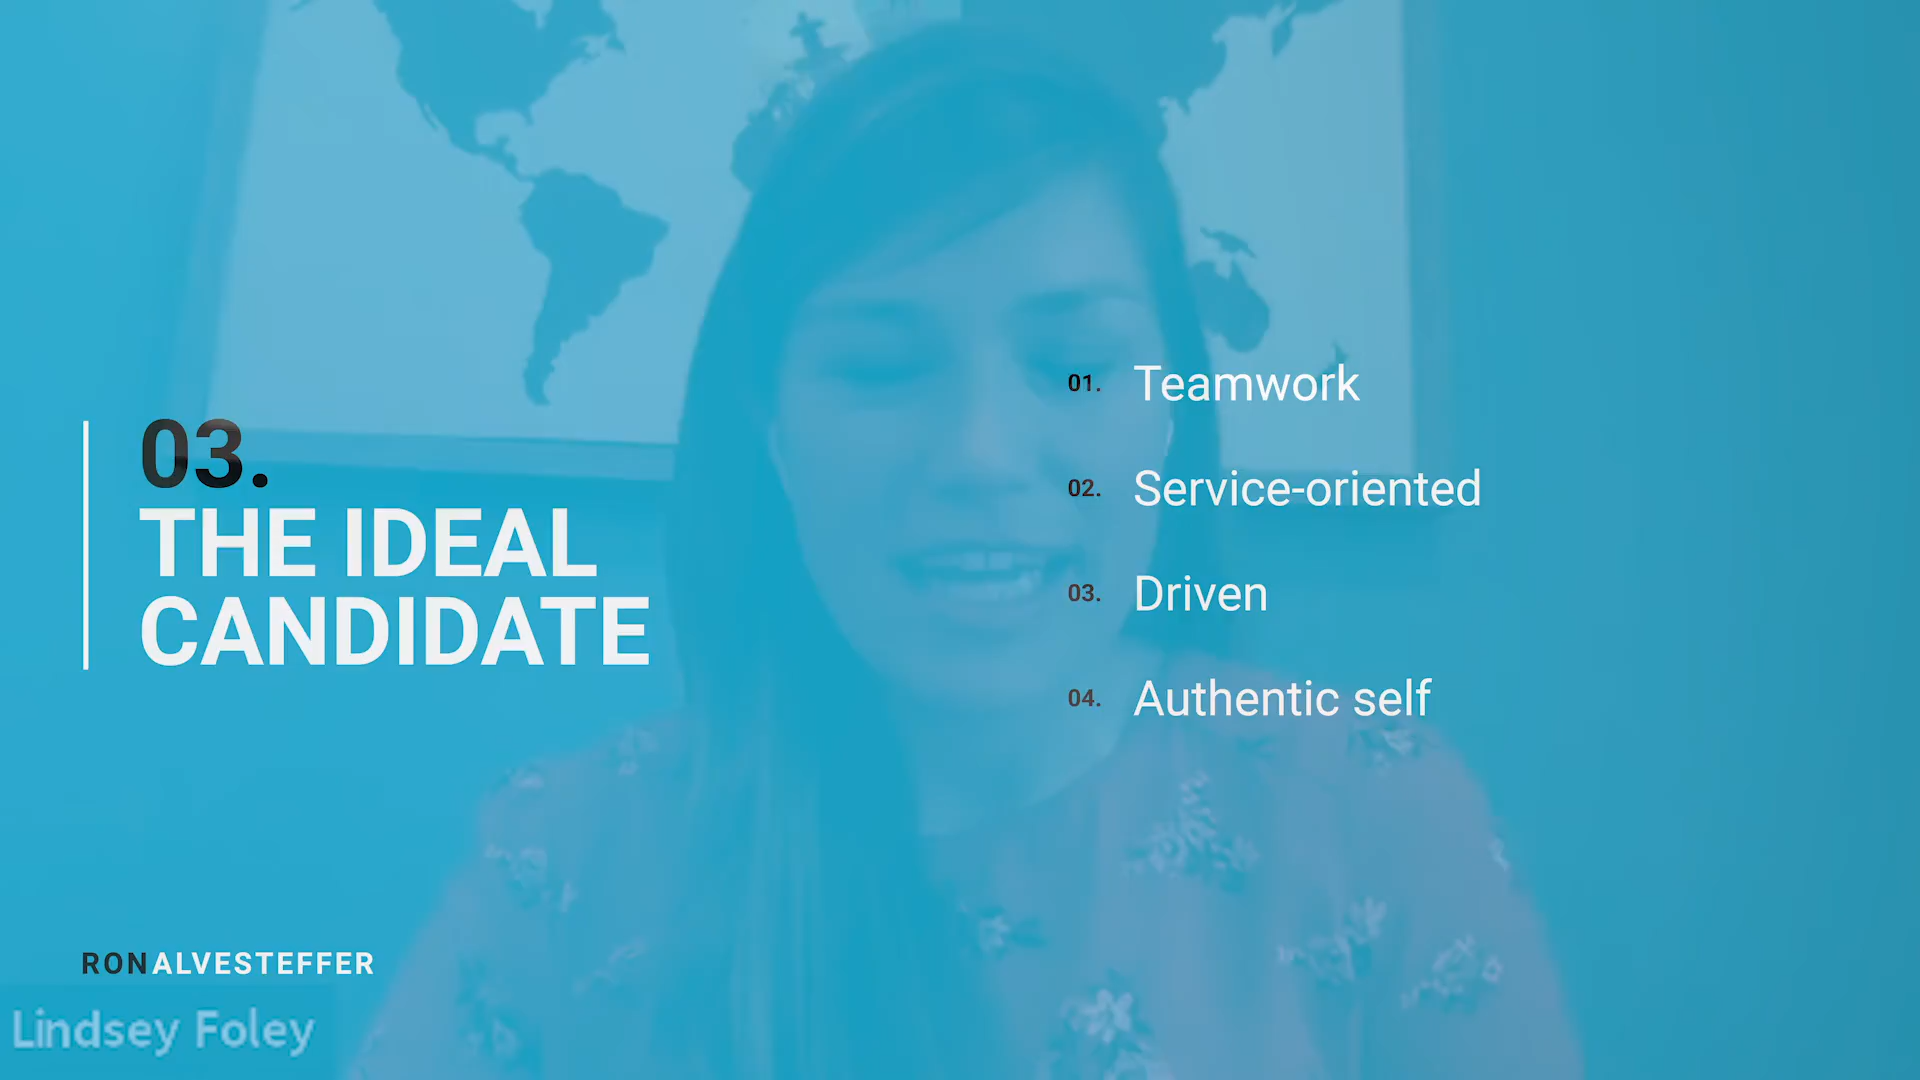 03.
THE IDEAL
CANDIDATE
01. Teamwork
02. Service-oriented
03. Driven
04. Authentic self
RONALVESTEFFER
Lindsey Foley